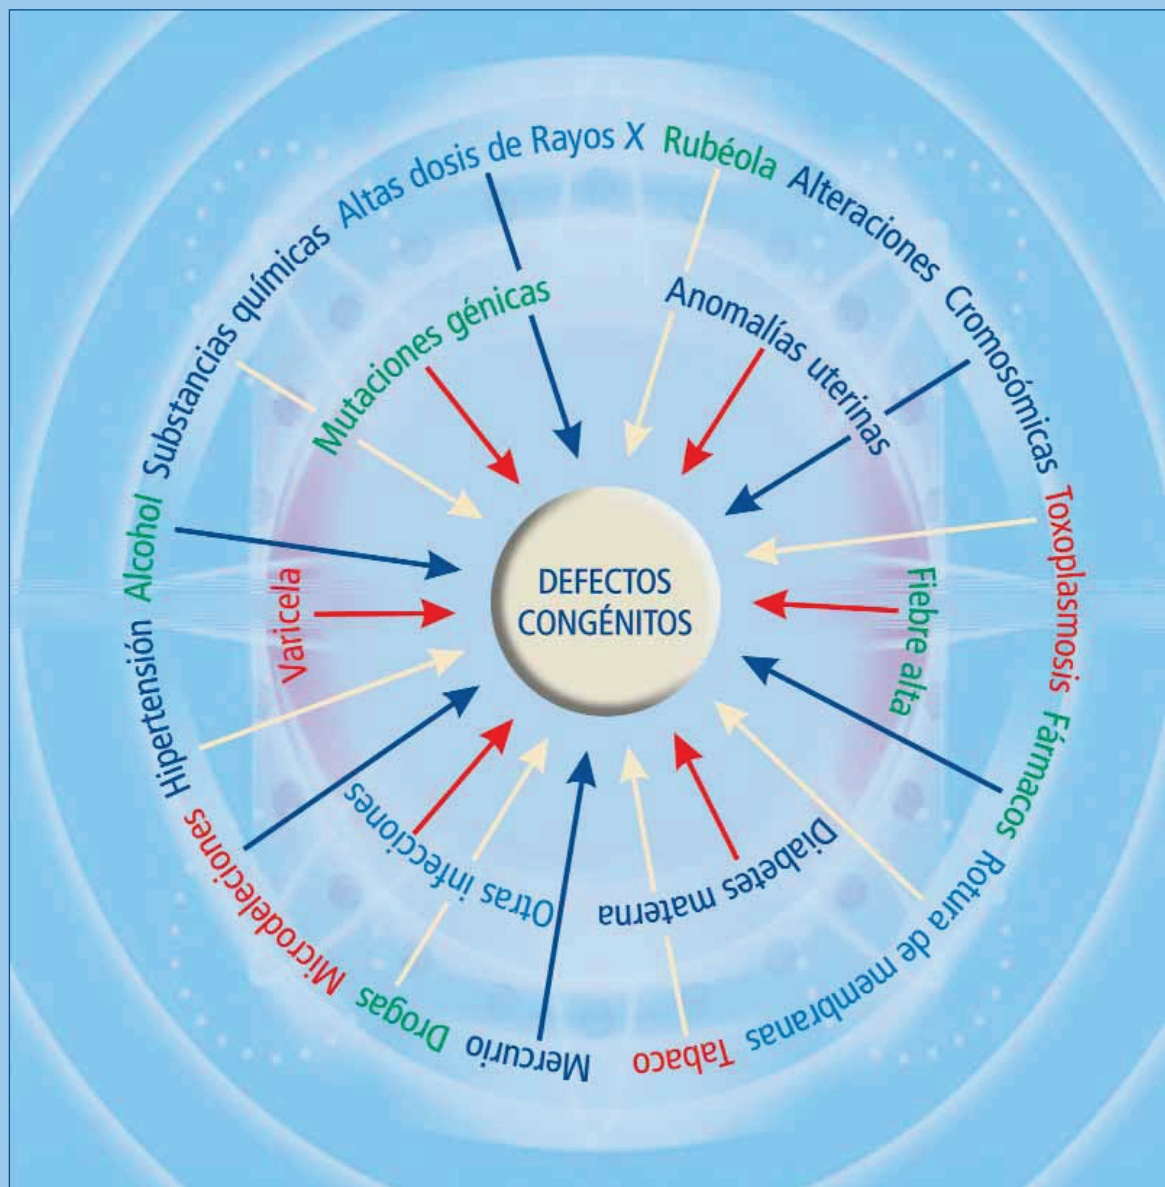 Altas dosis de Rayos X
Rubéola
Alteraciones Cromosómicas
Toxoplasmosis
Fármacos
Rotura de membranas
Tabaco
Mercurio
Drogas
Microdeleciones
Hipertensión
Alcohol
Substancias químicas
Mutaciones génicas
Anomalías uterinas
Fiebre alta
Diabetes materna
Otras infecciones
Varicela
DEFECTOS
CONGÉNITOS